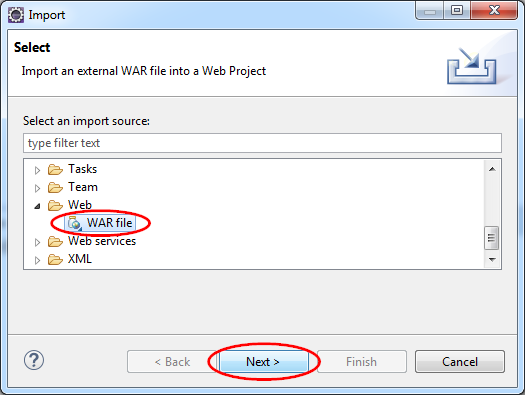 Import
Select
Import an external WAR file into a Web Project
Select an import source:
type filter text
Tasks
Team
Web
WAR file
Web services
XML
?
< Back Next > Finish Cancel